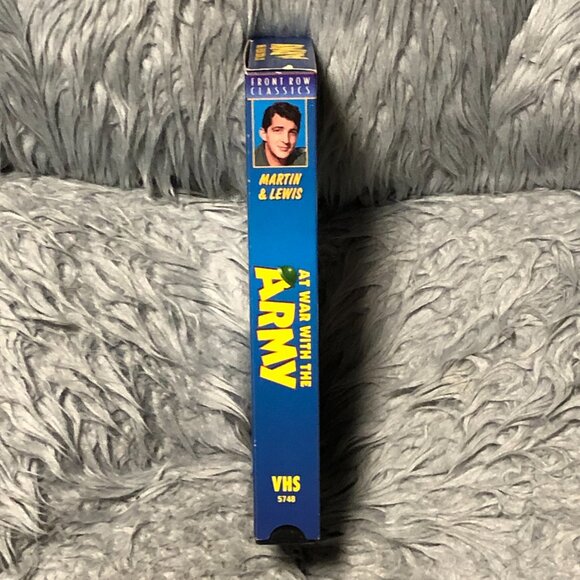 FRONT ROW
CLASSICS
MARTIN
& LEWIS
AT WAR WITH THE
ARMY
VHS
5748